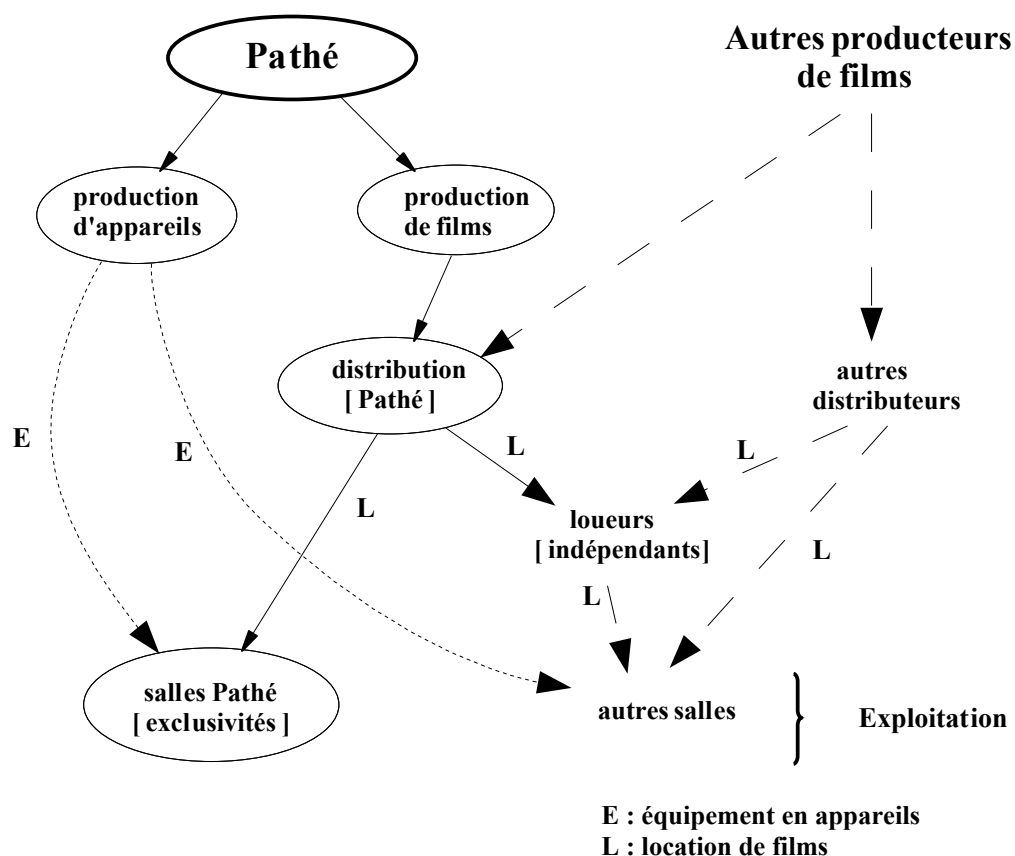 Pathé
Autres producteurs
de films
production
d'appareils
production
de films
distribution
[ Pathé ]
autres
distributeurs
E
E
L
L
L
L
loueurs
[ indépendants]
L
salles Pathé
[ exclusivités ]
autres salles
Exploitation
E : équipement en appareils
L : location de films